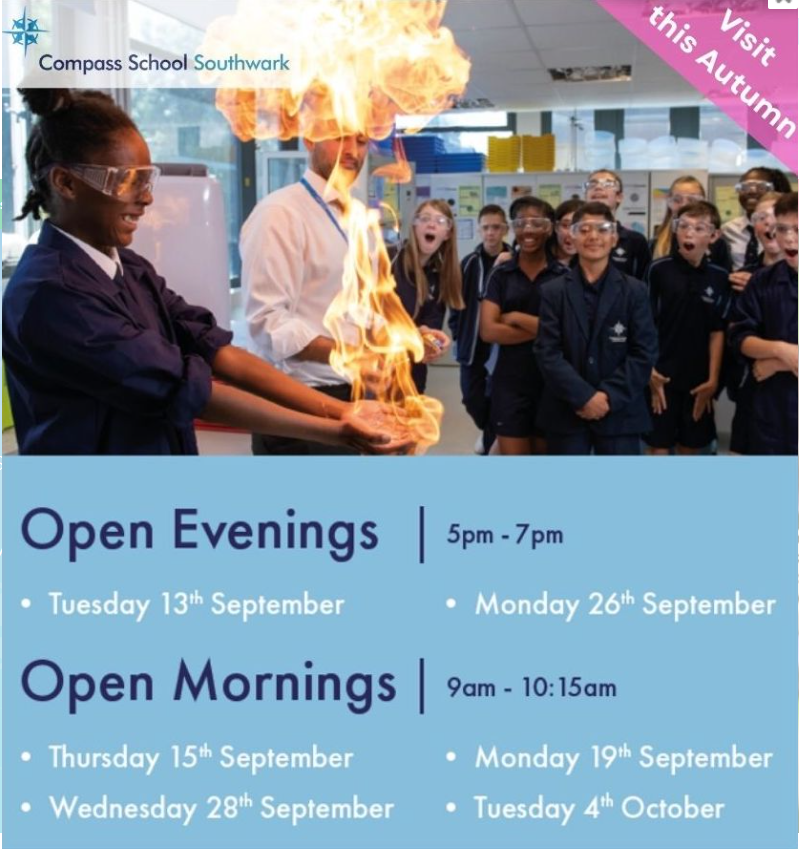 Compass School Southwark
Visit
this Autumn
Open Evenings | 5pm - 7pm
• Tuesday 13th September
• Monday 26th September
Open Mornings | 9am - 10:15am
• Thursday 15th September
• Monday 19th September
• Wednesday 28th September
• Tuesday 4th October